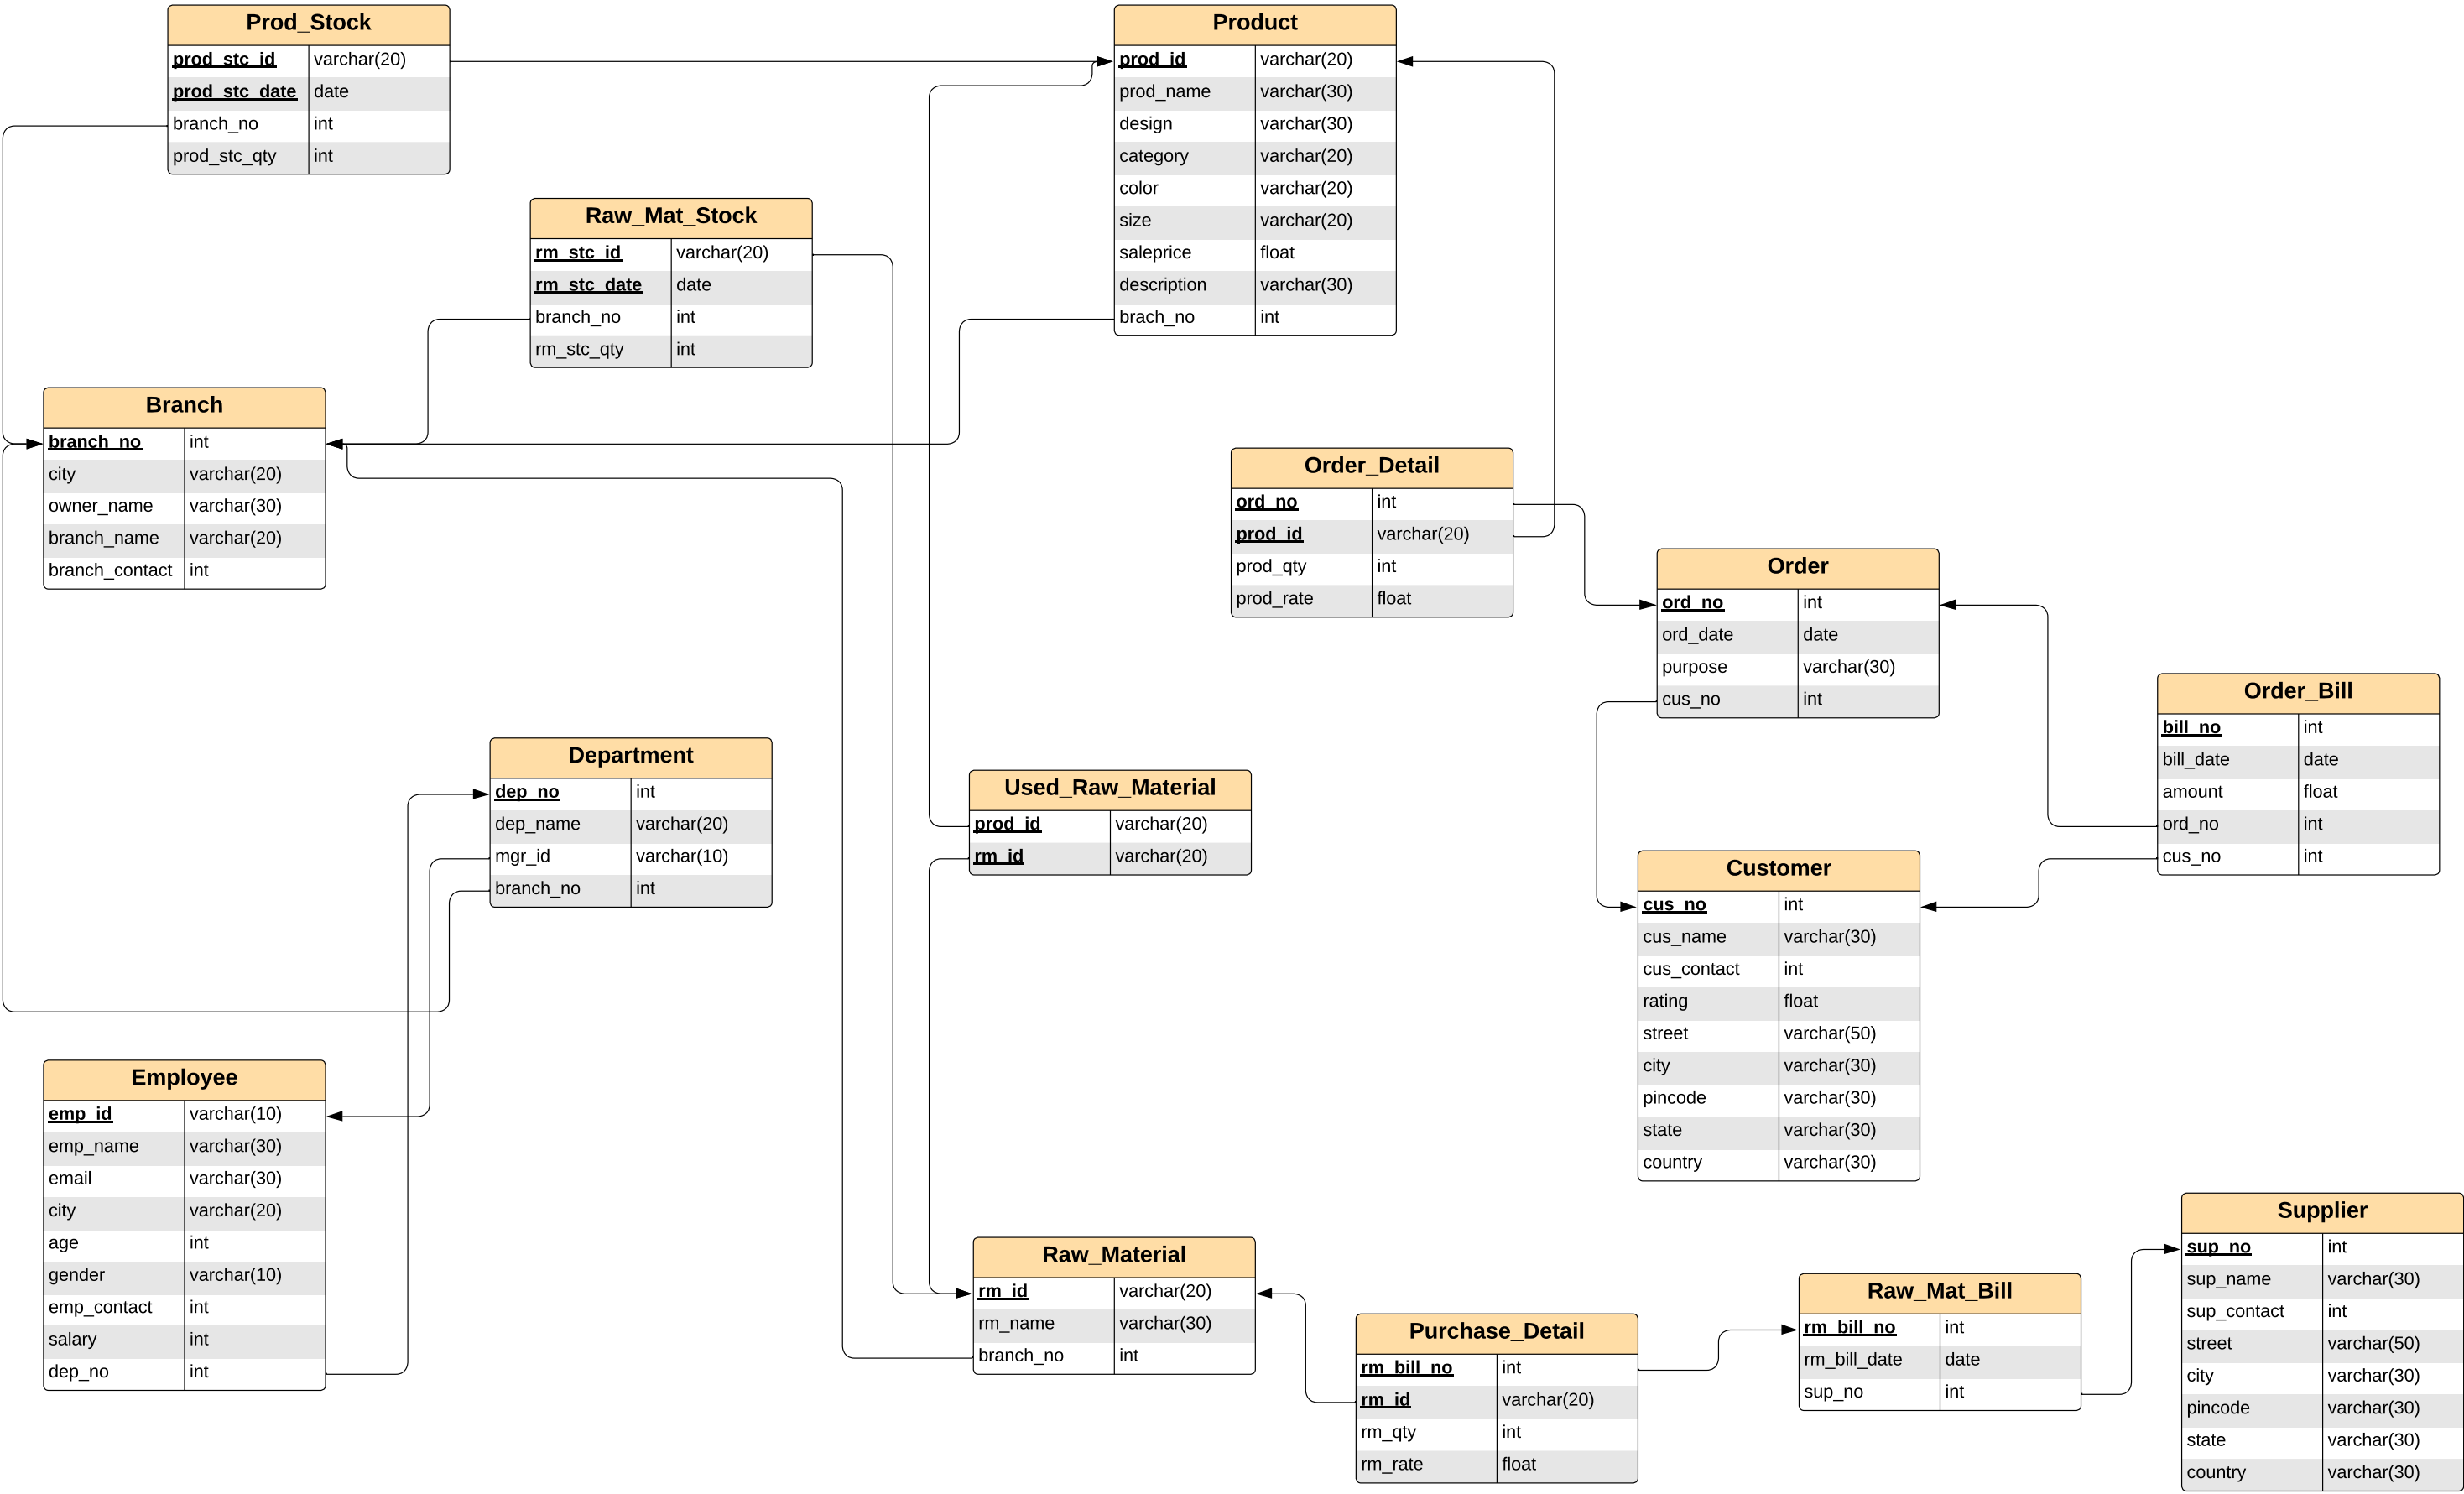 Prod_Stock
prod_stc_id varchar(20)
prod_stc_date date
branch_no int
prod_stc_qty int
Product
prod_id varchar(20)
prod_name varchar(30)
design varchar(30)
category varchar(20)
color varchar(20)
size varchar(20)
saleprice float
description varchar(30)
brach_no int
Raw_Mat_Stock
rm_stc_id varchar(20)
rm_stc_date date
branch_no int
rm_stc_qty int
Branch
branch_no int
city varchar(20)
owner_name varchar(30)
branch_name varchar(20)
branch_contact int
Order_Detail
ord_no int
prod_id varchar(20)
prod_qty int
prod_rate float
Order
ord_no int
ord_date date
purpose varchar(30)
cus_no int
Order_Bill
bill_no int
bill_date date
amount float
ord_no int
cus_no int
Department
dep_no int
dep_name varchar(20)
mgr_id varchar(10)
branch_no int
Used_Raw_Material
prod_id varchar(20)
rm_id varchar(20)
Customer
cus_no int
cus_name varchar(30)
cus_contact int
rating float
street varchar(50)
city varchar(30)
pincode varchar(30)
state varchar(30)
country varchar(30)
Employee
emp_id varchar(10)
emp_name varchar(30)
email varchar(30)
city varchar(20)
age int
gender varchar(10)
emp_contact int
salary int
dep_no int
Raw_Material
rm_id varchar(20)
rm_name varchar(30)
branch_no int
Purchase_Detail
rm_bill_no int
rm_id varchar(20)
rm_qty int
rm_rate float
Raw_Mat_Bill
rm_bill_no int
rm_bill_date date
sup_no int
Supplier
sup_no int
sup_name varchar(30)
sup_contact int
street varchar(50)
city varchar(30)
pincode varchar(30)
state varchar(30)
country varchar(30)